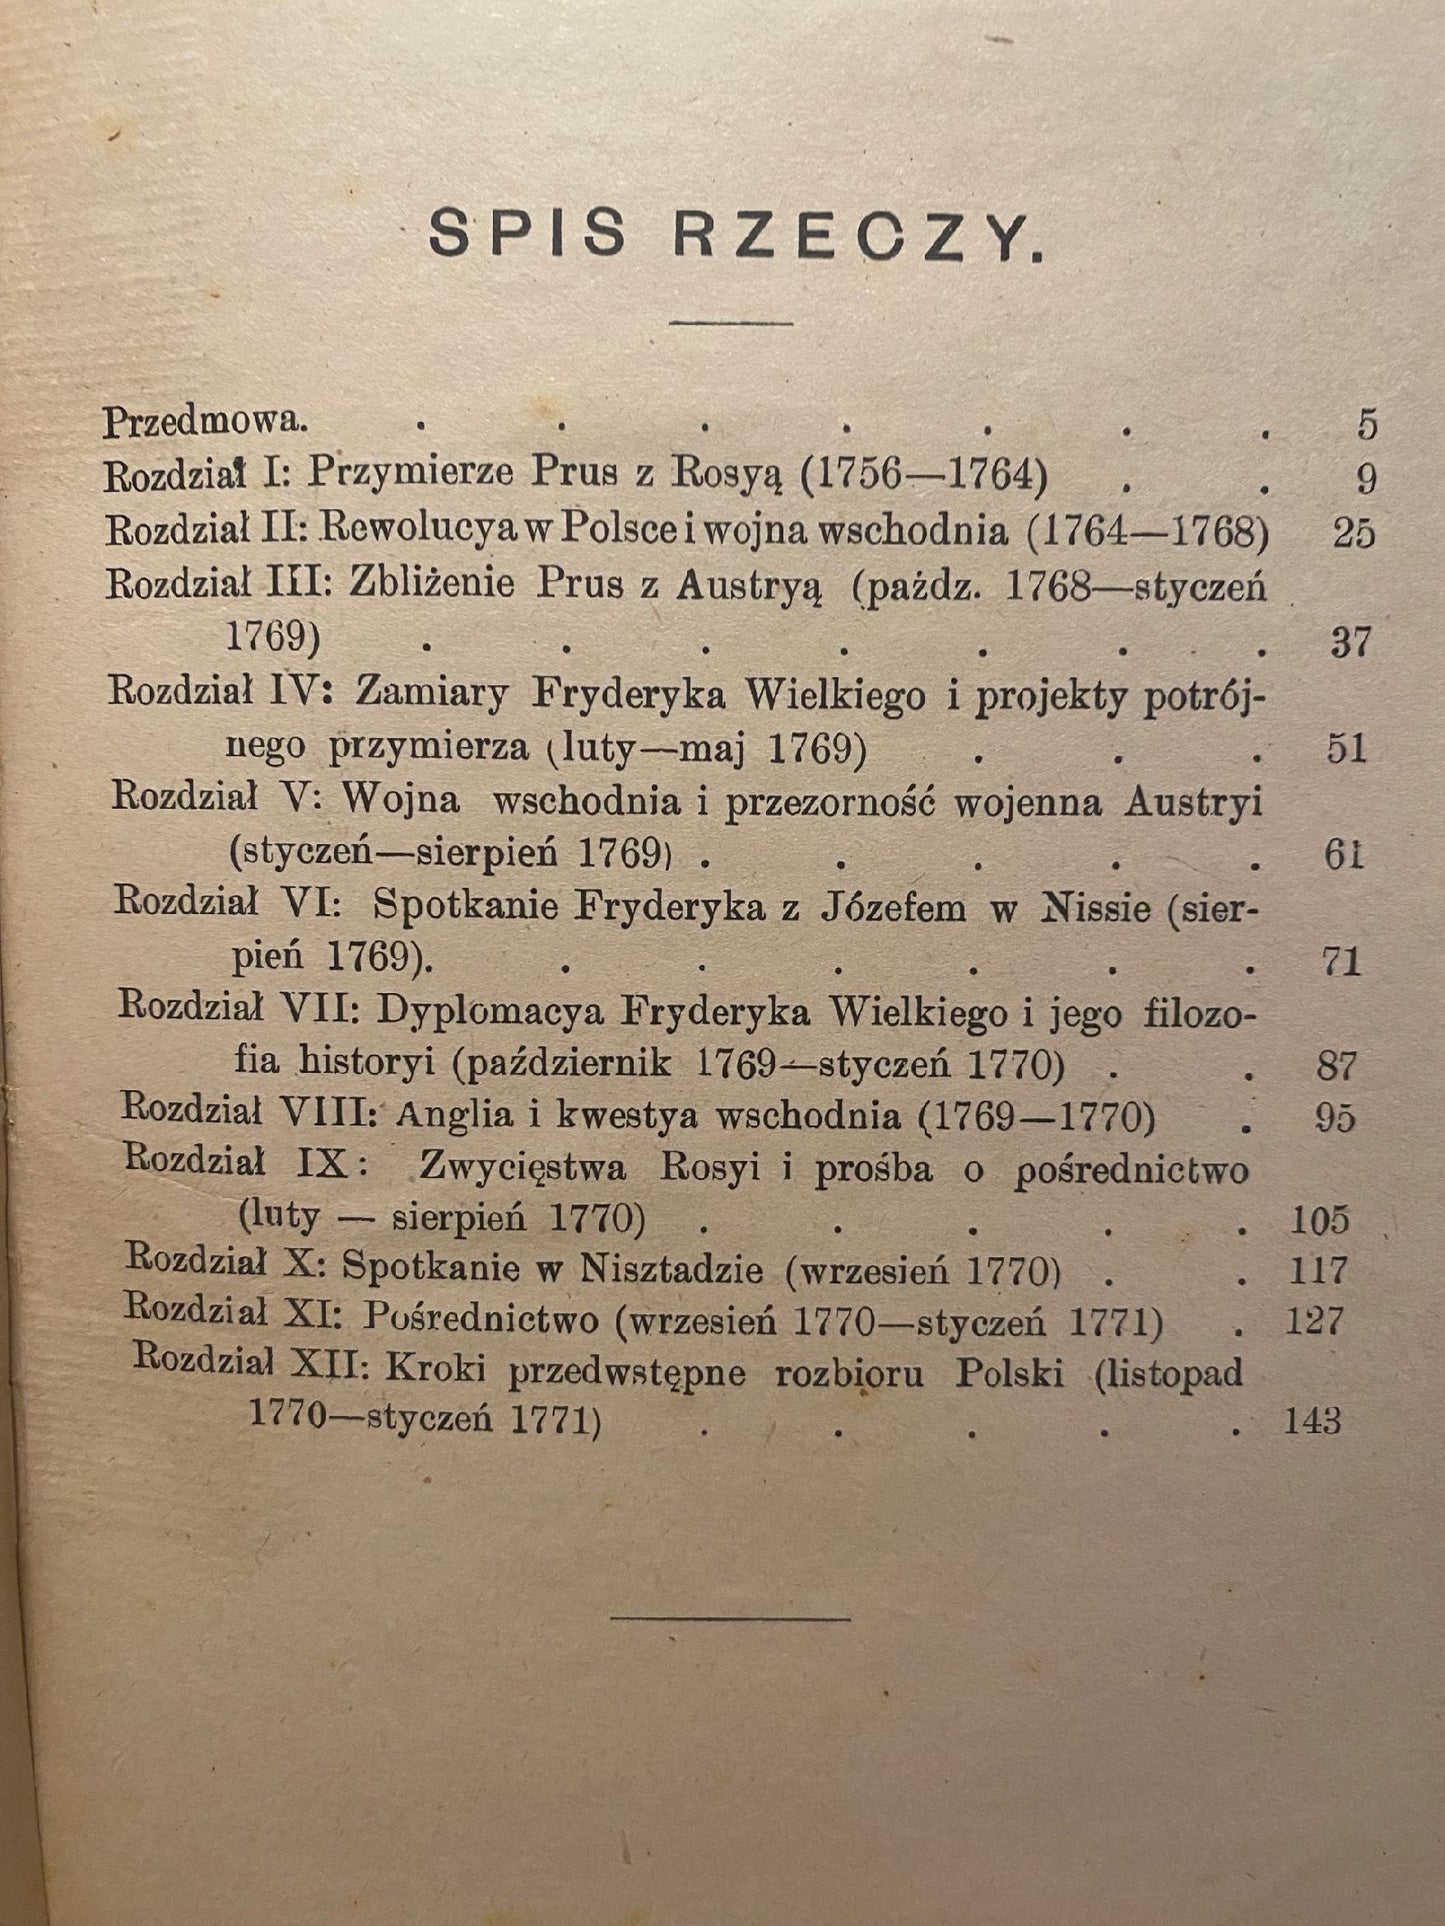 SPIS RZECZY.
Przedmowa. . . . . . . . 5
Rozdział I: Przymierze Prus z Rosyą (1756—1764) . . 9
Rozdział II: Rewolucya w Polsce i wojna wschodnia (1764—1768) 25
Rozdział III: Zbliżenie Prus z Austryą (pażdz. 1768—styczeń
1769) . . . . . . . 37
Rozdział IV: Zamiary Fryderyka Wielkiego i projekty potrój-
nego przymierza (luty—maj 1769) . . . 51
Rozdział V: Wojna wschodnia i przezorność wojenna Austryi
(styczeń—sierpień 1769) . . . . . 61
Rozdział VI: Spotkanie Fryderyka z Józefem w Nissie (sier-
pień 1769). . . . . . . 71
Rozdział VII: Dyplomacya Fryderyka Wielkiego i jego filozo-
fia historyi (październik 1769—styczeń 1770) . . 87
Rozdział VIII: Anglia i kwestya wschodnia (1769—1770) . 95
Rozdział IX: Zwycięstwa Rosyi i prośba o pośrednictwo
(luty — sierpień 1770) . . . . . 105
Rozdział X: Spotkanie w Nisztadzie (wrzesień 1770) . . 117
Rozdział XI: Pośrednictwo (wrzesień 1770—styczeń 1771) . 127
Rozdział XII: Kroki przedwstępne rozbioru Polski (listopad
1770—styczeń 1771) . . . . . 143